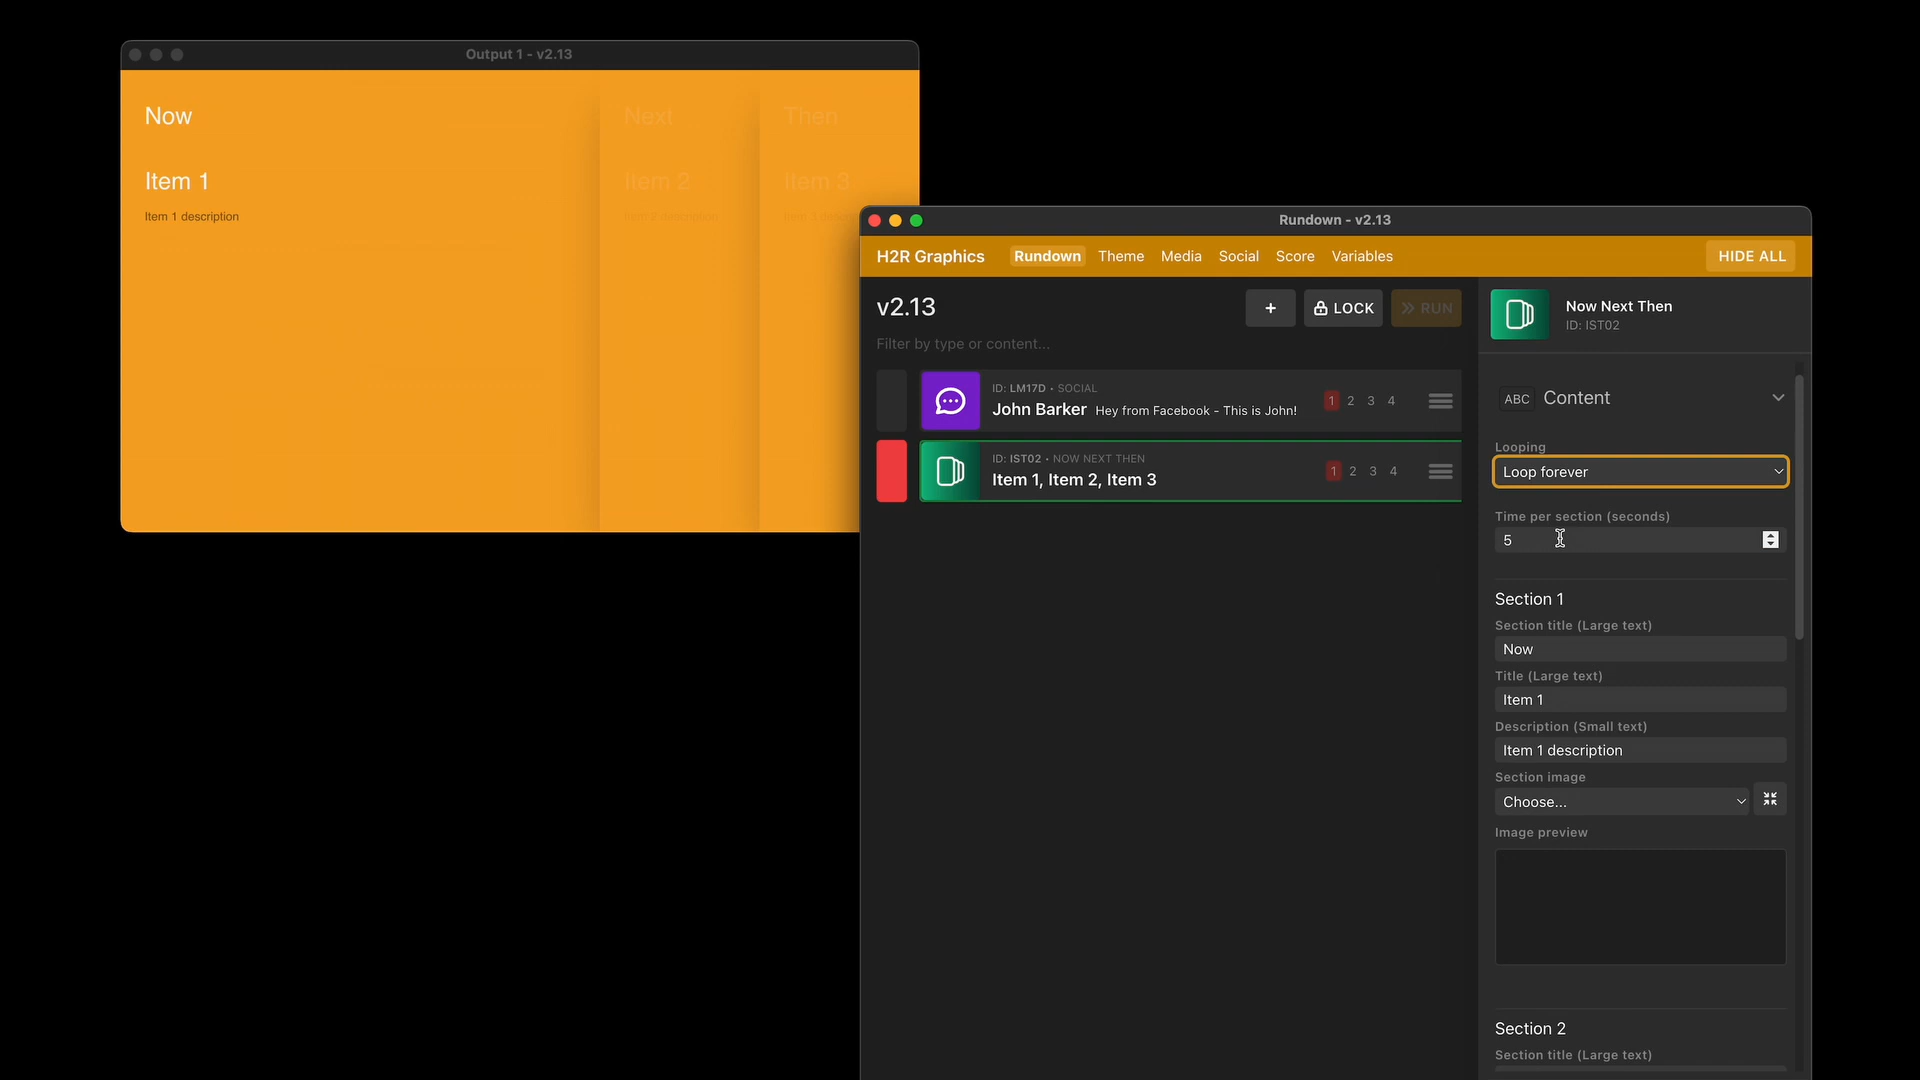 Output 1 - v2.13
Now
Next
Then
Item 1
Item 2
Item 3
Item 1 description
Item 2 description
Rundown - v2.13
H2R Graphics
Rundown
Theme
Media
Social
Score
Variables
HIDE ALL
v2.13
+
LOCK
RUN
Filter by type or content...
ID: LM17D • SOCIAL
John Barker Hey from Facebook - This is John!
1 2 3 4
ID: IST02 • NOW NEXT THEN
Item 1, Item 2, Item 3
1 2 3 4
Now Next Then
ID: IST02
ABC Content
Looping
Loop forever
Time per section (seconds)
5
Section 1
Section title (Large text)
Now
Title (Large text)
Item 1
Description (Small text)
Item 1 description
Section image
Choose...
Image preview
Section 2
Section title (Large text)